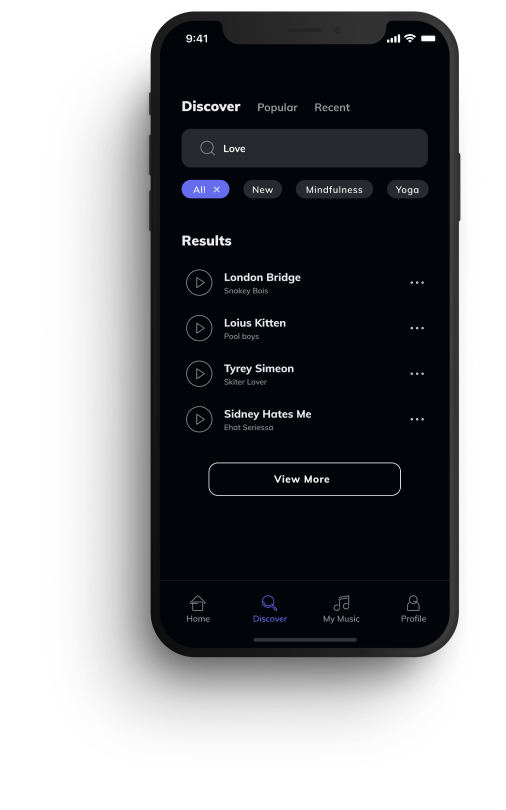 9:41
Discover Popular Recent
Love
All × New Mindfulness Yoga
Results
London Bridge
Snakey Bois
Loius Kitten
Pool boys
Tyrey Simeon
Skiter Lover
Sidney Hates Me
Ehat Seriessa
View More
Home Discover My Music Profile